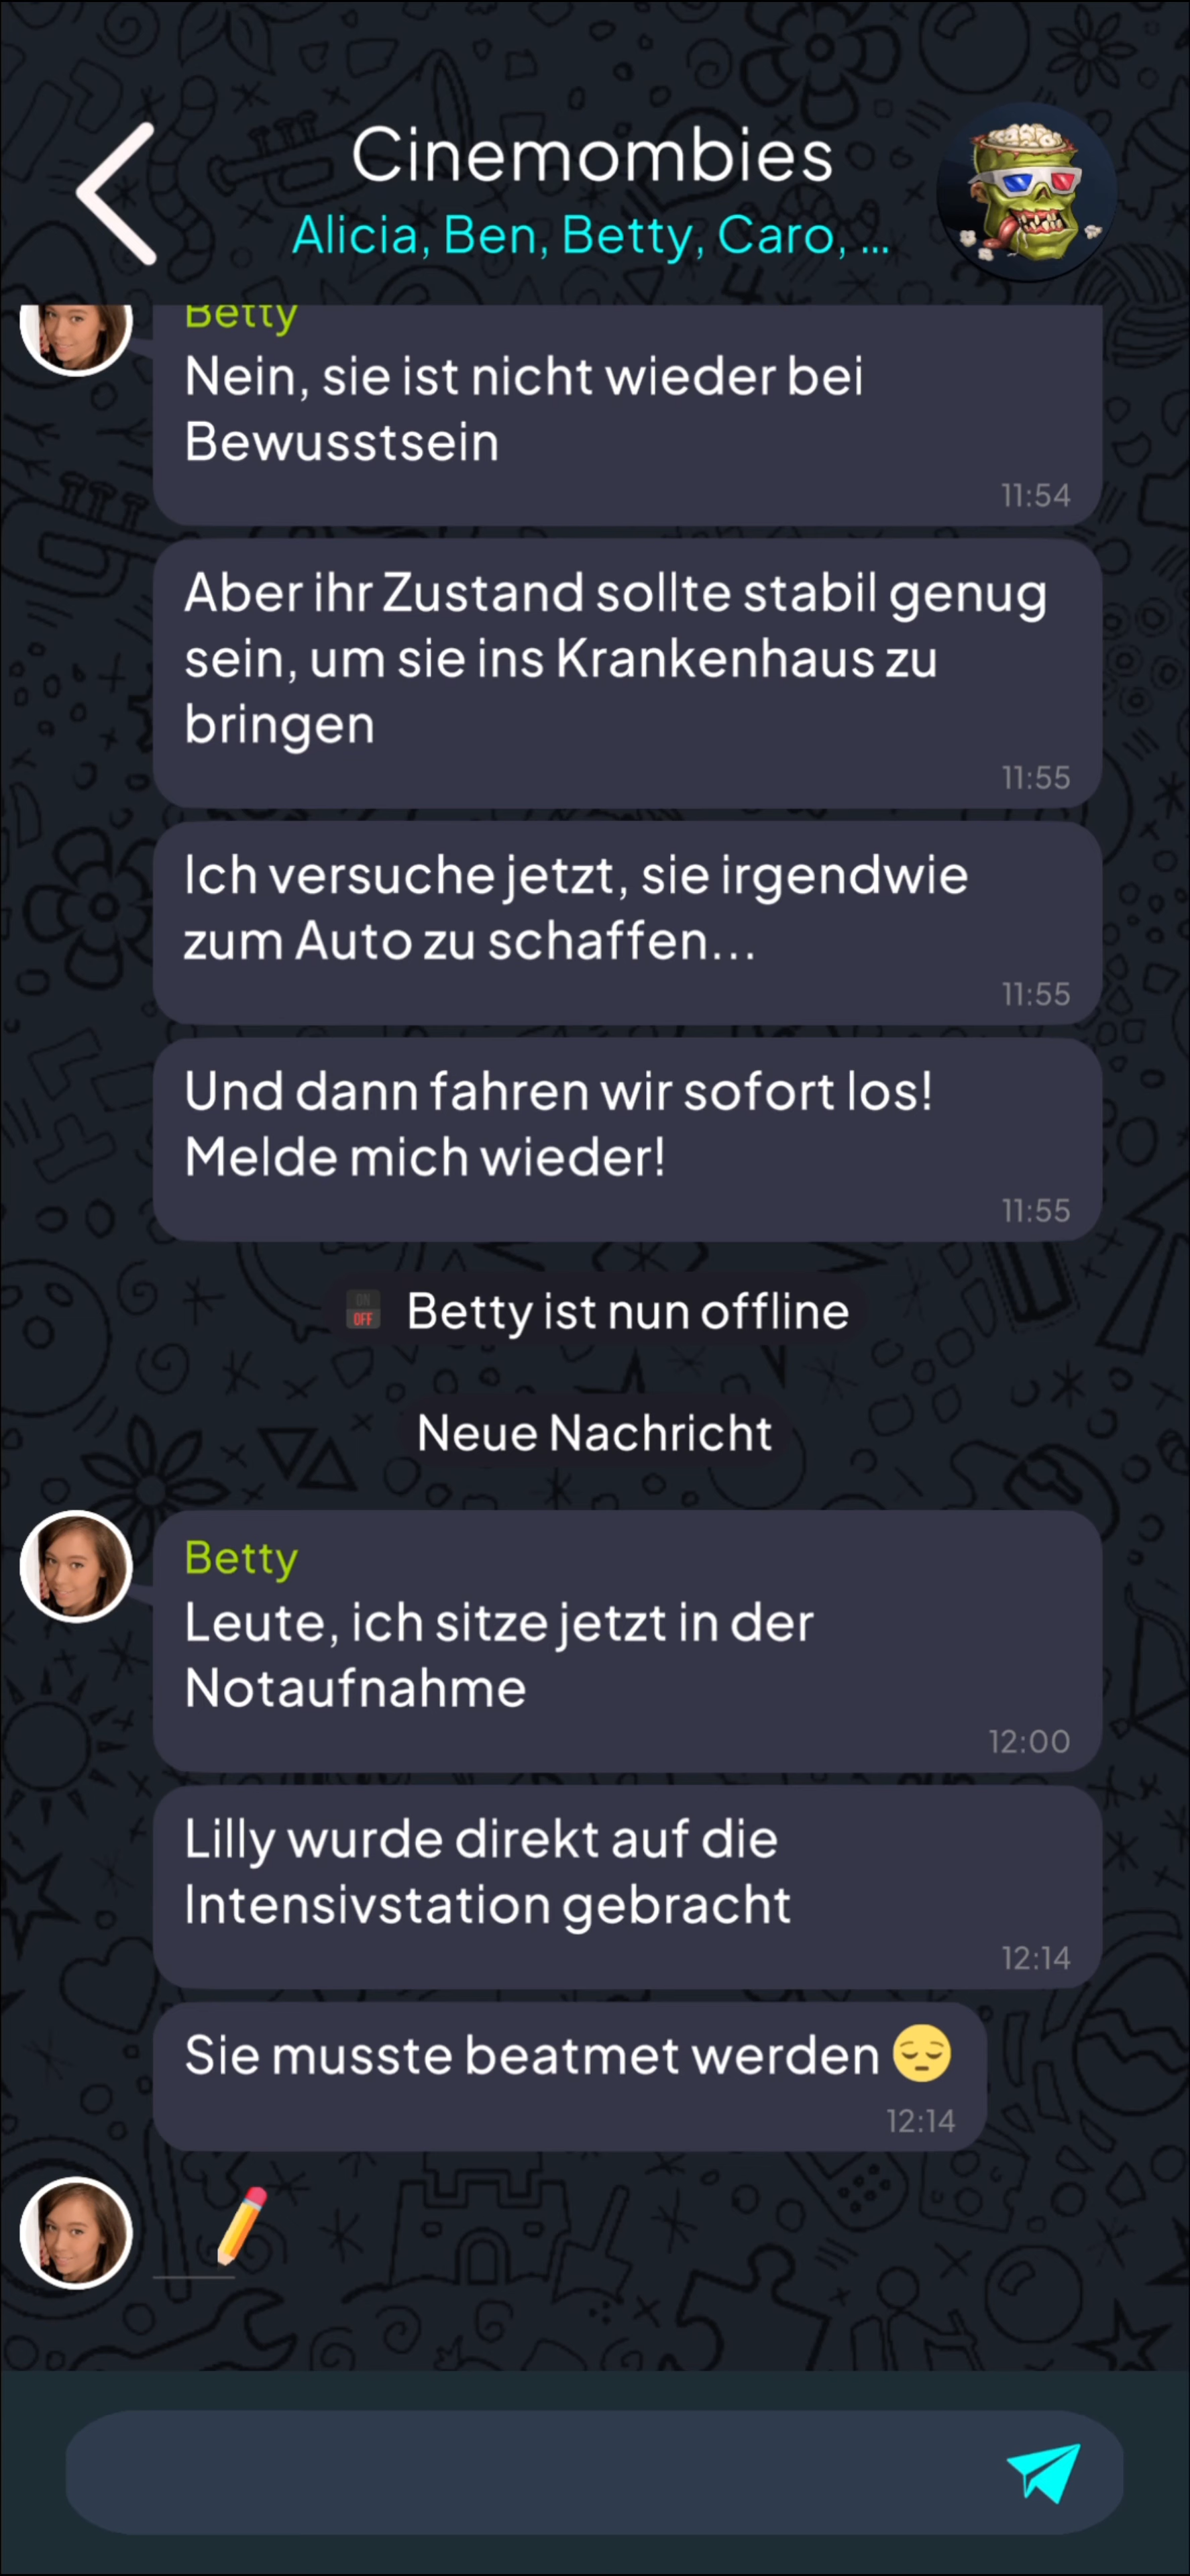 Cinemombies
Alicia, Ben, Betty, Caro, ...
Betty
Nein, sie ist nicht wieder bei
Bewusstsein
11:54
Aber ihr Zustand sollte stabil genug
sein, um sie ins Krankenhaus zu
bringen
11:55
Ich versuche jetzt, sie irgendwie
zum Auto zu schaffen...
11:55
Und dann fahren wir sofort los!
Melde mich wieder!
11:55
ON
OFF
Betty ist nun offline
Neue Nachricht
Betty
Leute, ich sitze jetzt in der
Notaufnahme
12:00
Lilly wurde direkt auf die
Intensivstation gebracht
12:14
Sie musste beatmet werden 😔
12:14